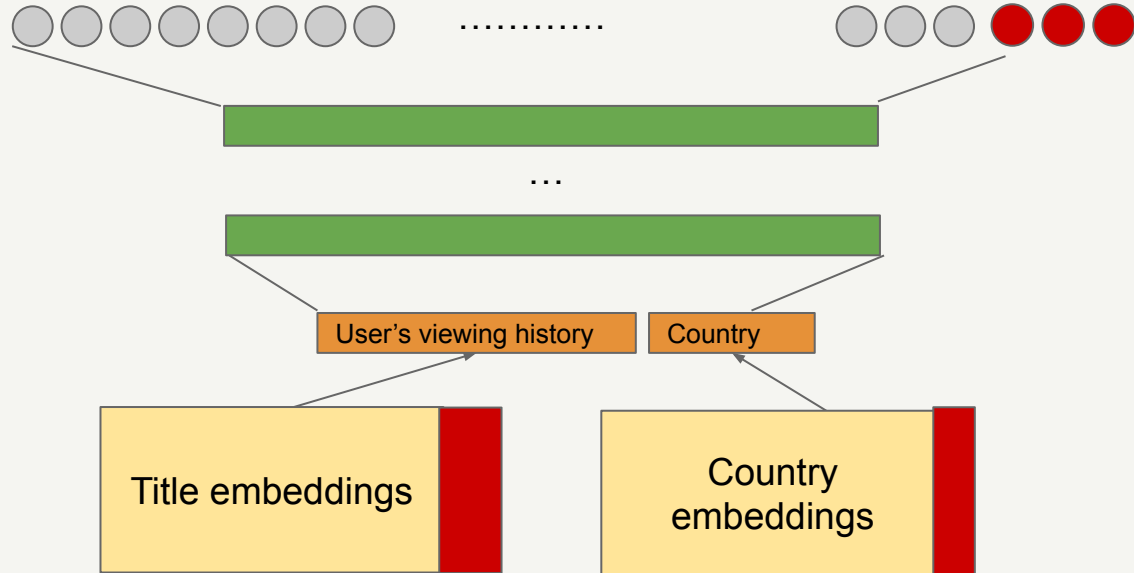 ............
...
User’s viewing history
Country
Title embeddings
Country
embeddings